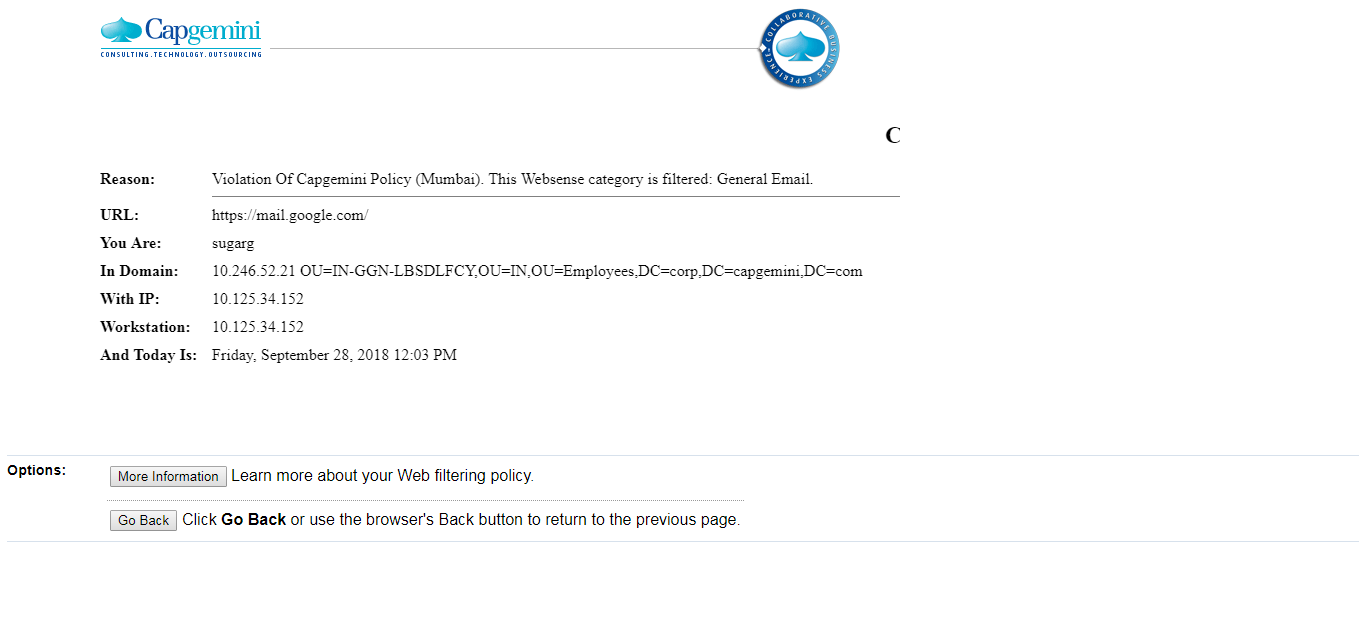 Capgemini
CONSULTING.TECHNOLOGY.OUTSOURCING
COLLABORATIVE BUSINESS EXPERIENCE
C
Reason: Violation Of Capgemini Policy (Mumbai). This Websense category is filtered: General Email.
URL: https://mail.google.com/
You Are: sugarg
In Domain: 10.246.52.21 OU=IN-GGN-LBSDLFCY,OU=IN,OU=Employees,DC=corp,DC=capgemini,DC=com
With IP: 10.125.34.152
Workstation: 10.125.34.152
And Today Is: Friday, September 28, 2018 12:03 PM
Options: More Information Learn more about your Web filtering policy.
Go Back Click Go Back or use the browser's Back button to return to the previous page.